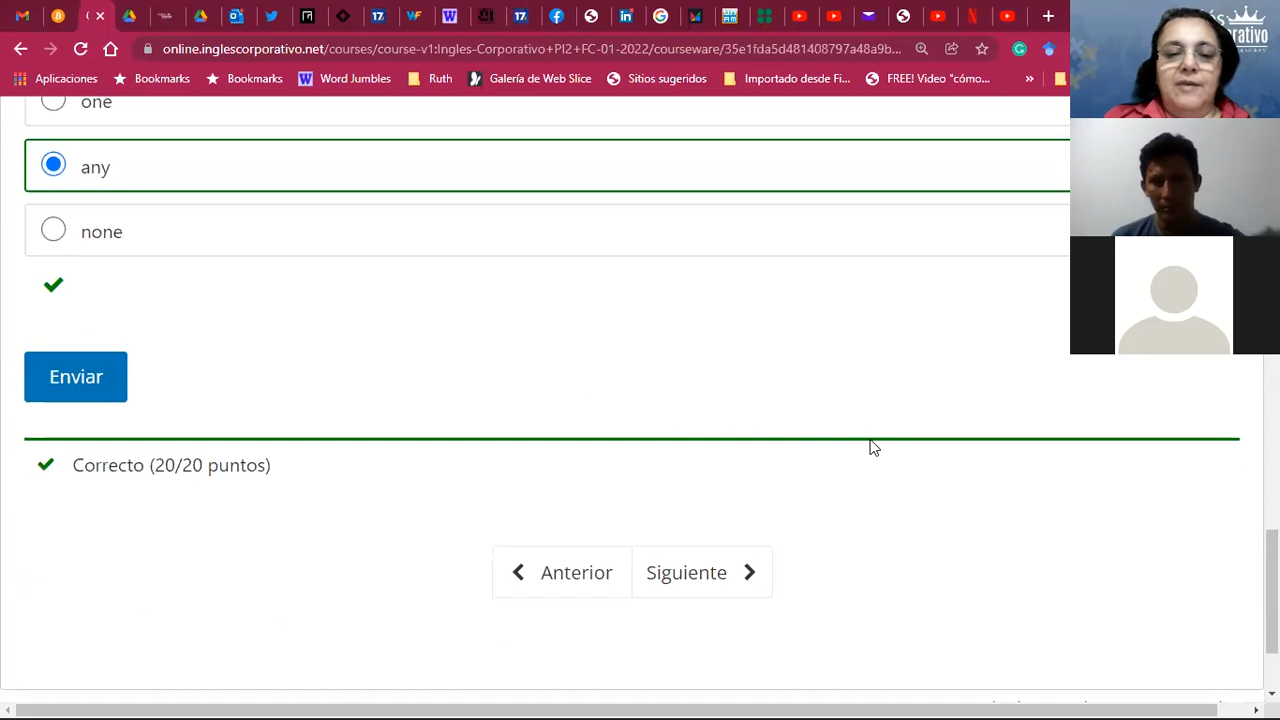 online.inglescorporativo.net/courses/course-v1:Ingles-Corporativo+PI2+FC-01-2022/courseware/35e1fda5d481408797a48a9b...
Aplicaciones Bookmarks Bookmarks Word Jumbles Ruth Galería de Web Slice Sitios sugeridos Importado desde Fi... FREE! Video "cómo... »
one
any
none
Enviar
Correcto (20/20 puntos)
Anterior Siguiente